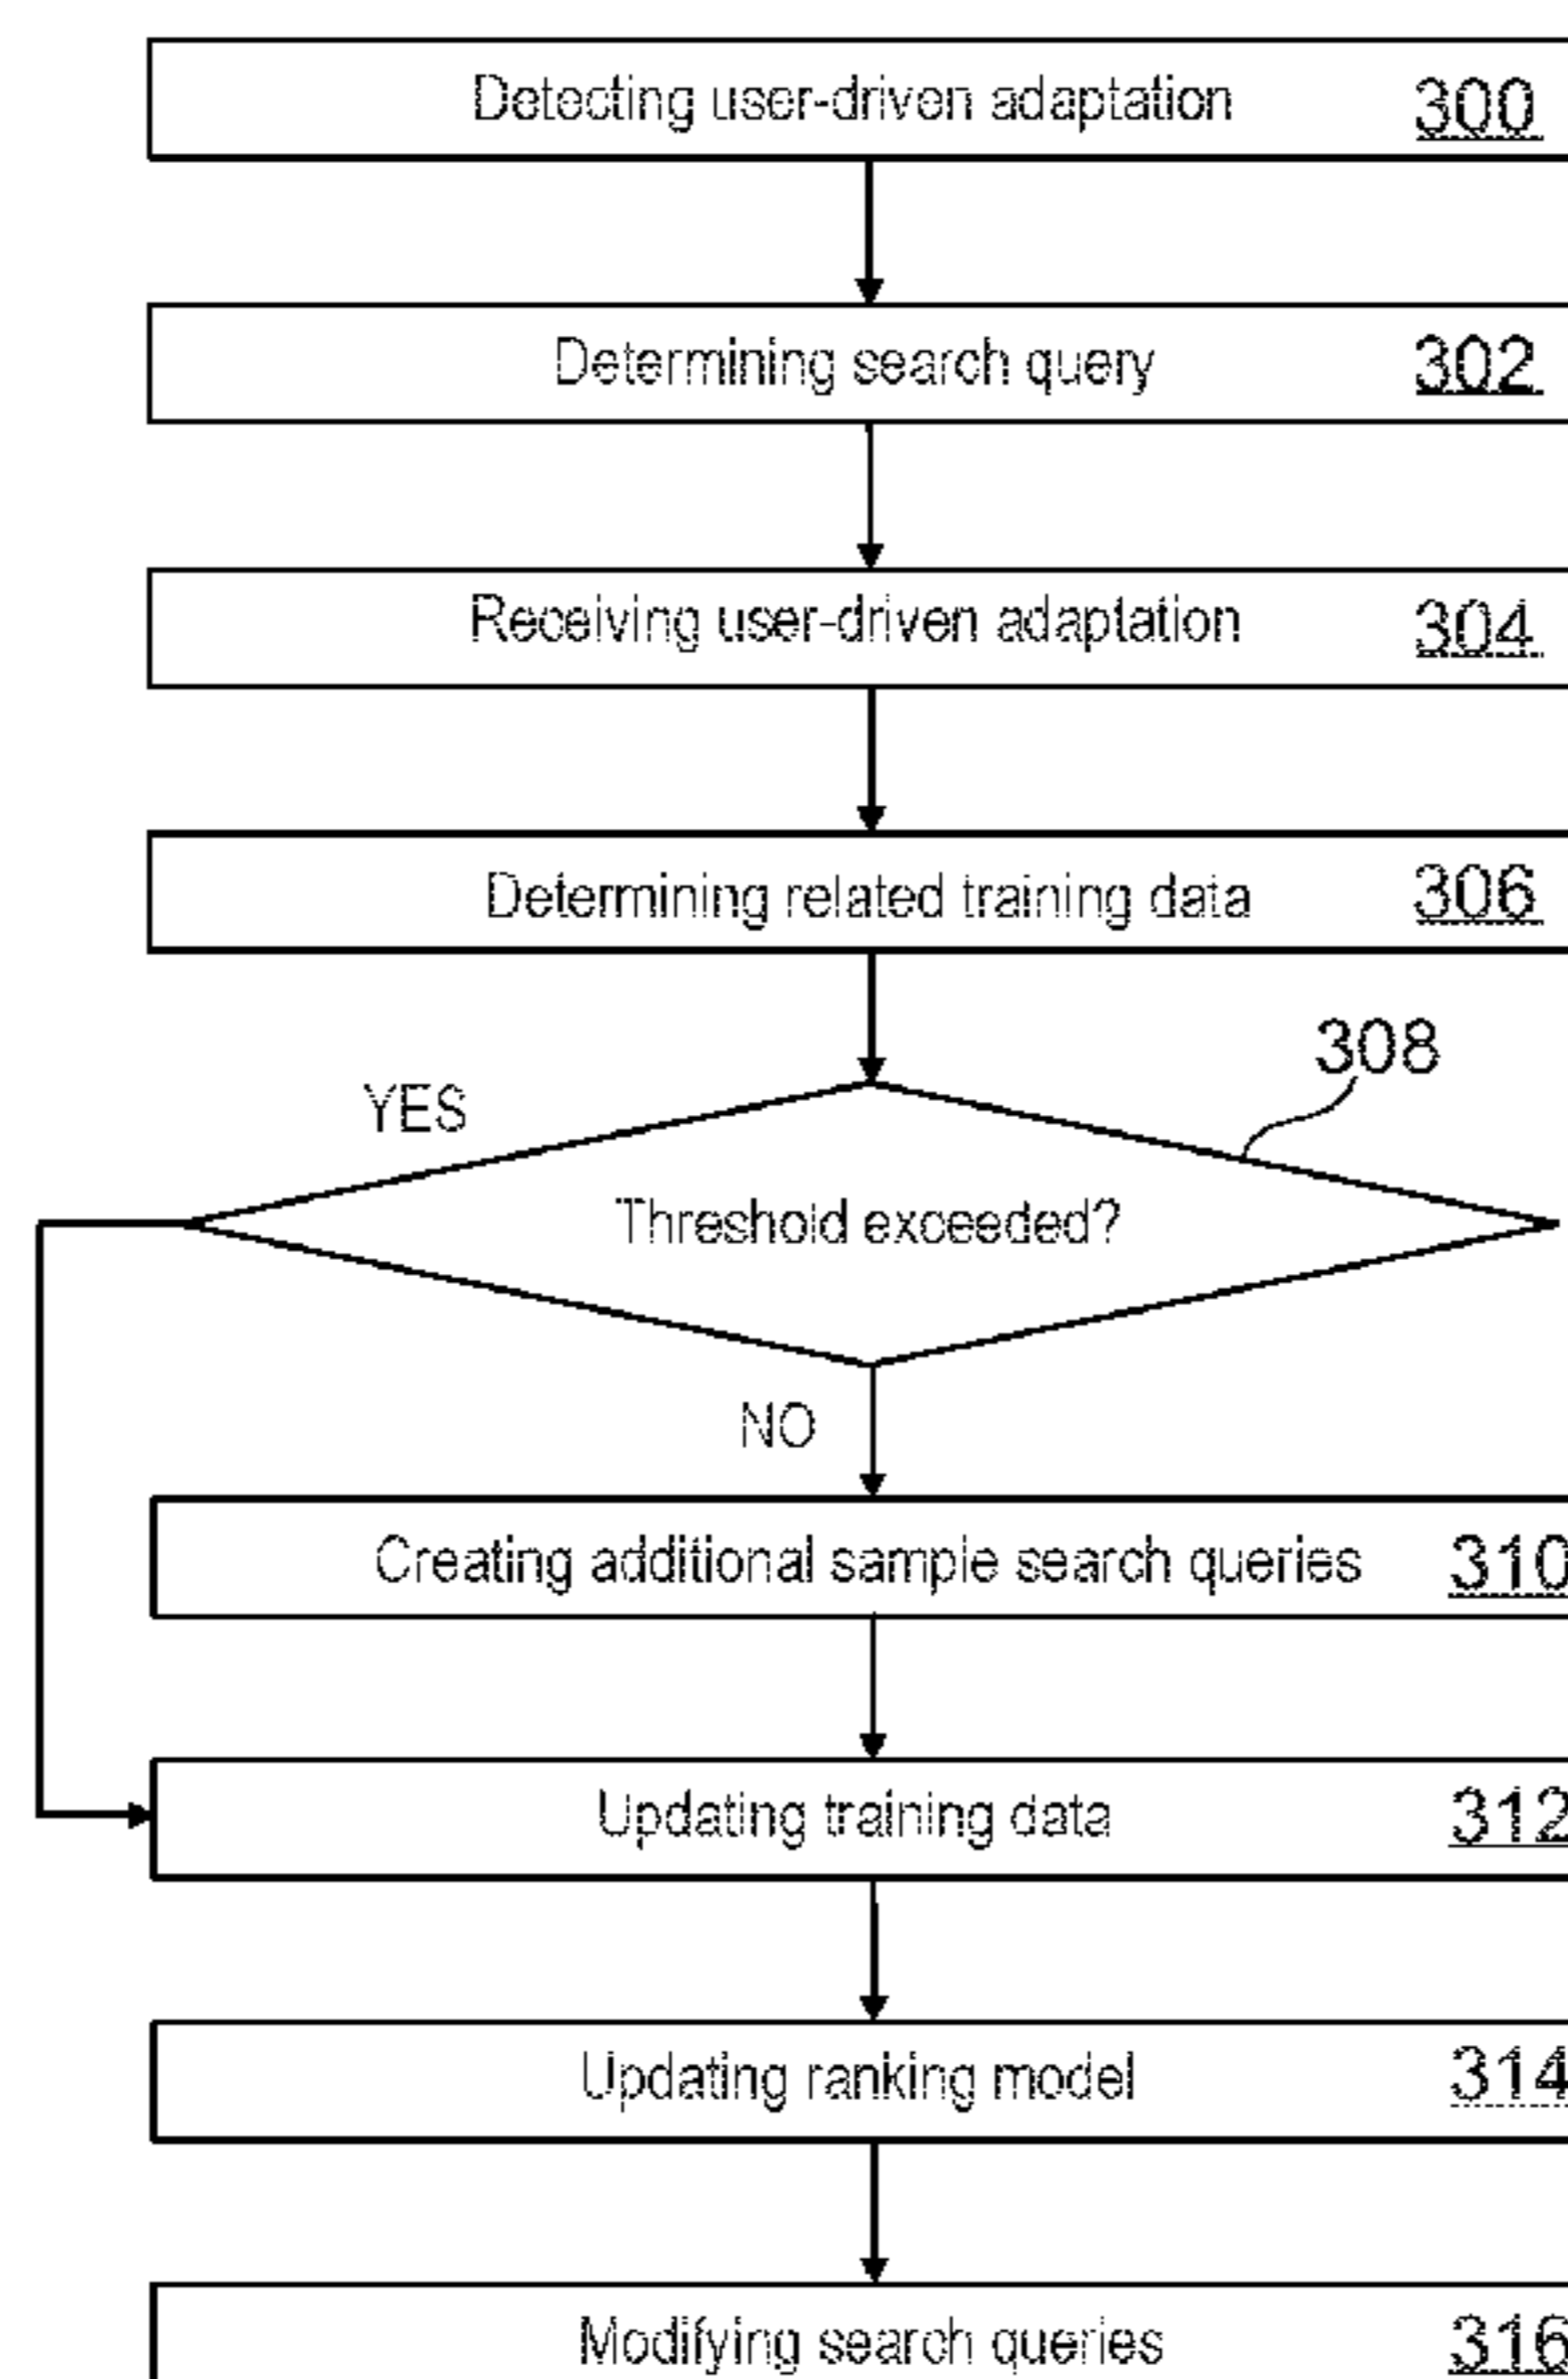 Detecting user-driven adaptation 300
Determining search query 302
Receiving user-driven adaptation 304
Determining related training data 306
308
YES
Threshold exceeded?
NO
Creating additional sample search queries 310
Updating training data 312
Updating ranking model 314
Modifying search queries 316